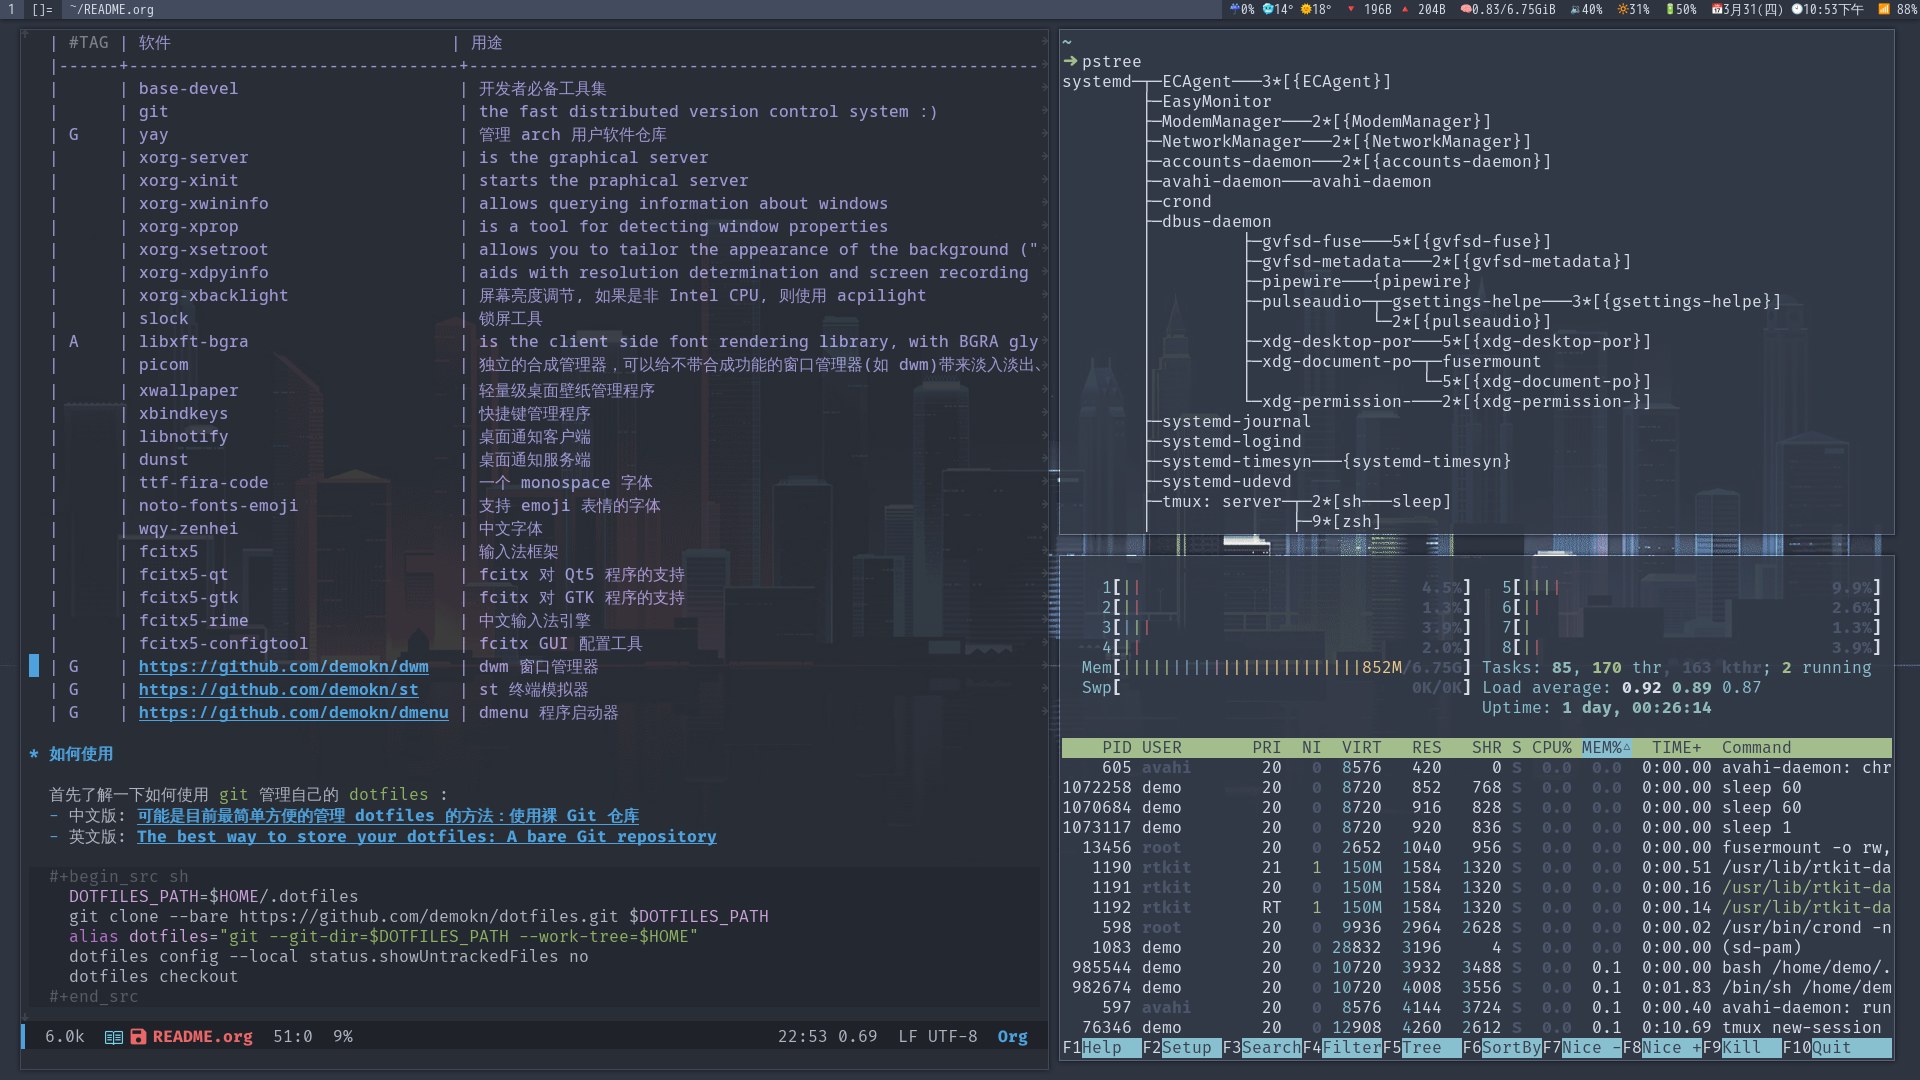 1 []= ~/README.org ☔0% 🥶14° 🌞18° 🔻 196B 🔺 204B 🧠0.83/6.75GiB 🔉40% 🔆31% 🔋50% 📅3月31(四) 🕙10:53下午 📶 88%
| #TAG | 软件 | 用途
|------+---------------------------------+---------------------------------------------------------
| | base-devel | 开发者必备工具集
| | git | the fast distributed version control system :)
| G | yay | 管理 arch 用户软件仓库
| | xorg-server | is the graphical server
| | xorg-xinit | starts the praphical server
| | xorg-xwininfo | allows querying information about windows
| | xorg-xprop | is a tool for detecting window properties
| | xorg-xsetroot | allows you to tailor the appearance of the background ("
| | xorg-xdpyinfo | aids with resolution determination and screen recording
| | xorg-xbacklight | 屏幕亮度调节, 如果是非 Intel CPU, 则使用 acpilight
| | slock | 锁屏工具
| A | libxft-bgra | is the client side font rendering library, with BGRA gly
| | picom | 独立的合成管理器，可以给不带合成功能的窗口管理器(如 dwm)带来淡入淡出、
| | xwallpaper | 轻量级桌面壁纸管理程序
| | xbindkeys | 快捷键管理程序
| | libnotify | 桌面通知客户端
| | dunst | 桌面通知服务端
| | ttf-fira-code | 一个 monospace 字体
| | noto-fonts-emoji | 支持 emoji 表情的字体
| | wqy-zenhei | 中文字体
| | fcitx5 | 输入法框架
| | fcitx5-qt | fcitx 对 Qt5 程序的支持
| | fcitx5-gtk | fcitx 对 GTK 程序的支持
| | fcitx5-rime | 中文输入法引擎
| | fcitx5-configtool | fcitx GUI 配置工具
| G | https://github.com/demokn/dwm | dwm 窗口管理器
| G | https://github.com/demokn/st | st 终端模拟器
| G | https://github.com/demokn/dmenu | dmenu 程序启动器
* 如何使用
首先了解一下如何使用 git 管理自己的 dotfiles :
- 中文版: 可能是目前最简单方便的管理 dotfiles 的方法：使用裸 Git 仓库
- 英文版: The best way to store your dotfiles: A bare Git repository
#+begin_src sh
DOTFILES_PATH=$HOME/.dotfiles
git clone --bare https://github.com/demokn/dotfiles.git $DOTFILES_PATH
alias dotfiles="git --git-dir=$DOTFILES_PATH --work-tree=$HOME"
dotfiles config --local status.showUntrackedFiles no
dotfiles checkout
#+end_src
6.0k README.org 51:0 9% 22:53 0.69 LF UTF-8 Org
~
➜ pstree
systemd─┬─ECAgent───3*[{ECAgent}]
├─EasyMonitor
├─ModemManager───2*[{ModemManager}]
├─NetworkManager───2*[{NetworkManager}]
├─accounts-daemon───2*[{accounts-daemon}]
├─avahi-daemon───avahi-daemon
├─crond
├─dbus-daemon
│ ├─gvfsd-fuse───5*[{gvfsd-fuse}]
│ ├─gvfsd-metadata───2*[{gvfsd-metadata}]
│ ├─pipewire───{pipewire}
│ ├─pulseaudio─┬─gsettings-helpe───3*[{gsettings-helpe}]
│ │ └─2*[{pulseaudio}]
│ ├─xdg-desktop-por───5*[{xdg-desktop-por}]
│ ├─xdg-document-po─┬─fusermount
│ │ └─5*[{xdg-document-po}]
│ └─xdg-permission-───2*[{xdg-permission-}]
├─systemd-journal
├─systemd-logind
├─systemd-timesyn───{systemd-timesyn}
├─systemd-udevd
├─tmux: server─┬─2*[sh───sleep]
│ ├─9*[zsh]
1[|| 4.5%] 5[|||| 9.9%]
2[|| 1.3%] 6[|| 2.6%]
3[||| 3.9%] 7[| 1.3%]
4[|| 2.0%] 8[|| 3.9%]
Mem[||||||||||||||||||||||||852M/6.75G] Tasks: 85, 170 thr, 163 kthr; 2 running
Swp[ 0K/0K] Load average: 0.92 0.89 0.87
Uptime: 1 day, 00:26:14
PID USER PRI NI VIRT RES SHR S CPU% MEM%△ TIME+ Command
605 avahi 20 0 8576 420 0 S 0.0 0.0 0:00.00 avahi-daemon: chr
1072258 demo 20 0 8720 852 768 S 0.0 0.0 0:00.00 sleep 60
1070684 demo 20 0 8720 916 828 S 0.0 0.0 0:00.00 sleep 60
1073117 demo 20 0 8720 920 836 S 0.0 0.0 0:00.00 sleep 1
13456 root 20 0 2652 1040 956 S 0.0 0.0 0:00.00 fusermount -o rw,
1190 rtkit 21 1 150M 1584 1320 S 0.0 0.0 0:00.51 /usr/lib/rtkit-da
1191 rtkit 20 0 150M 1584 1320 S 0.0 0.0 0:00.16 /usr/lib/rtkit-da
1192 rtkit RT 1 150M 1584 1320 S 0.0 0.0 0:00.14 /usr/lib/rtkit-da
598 root 20 0 9936 2964 2628 S 0.0 0.0 0:00.02 /usr/bin/crond -n
1083 demo 20 0 28832 3196 4 S 0.0 0.0 0:00.00 (sd-pam)
985544 demo 20 0 10720 3932 3488 S 0.0 0.1 0:00.00 bash /home/demo/.
982674 demo 20 0 10720 4008 3556 S 0.0 0.1 0:01.83 /bin/sh /home/dem
597 avahi 20 0 8576 4144 3724 S 0.0 0.1 0:00.40 avahi-daemon: run
76346 demo 20 0 12908 4260 2612 S 0.0 0.1 0:10.69 tmux new-session
F1Help F2Setup F3SearchF4FilterF5Tree F6SortByF7Nice -F8Nice +F9Kill F10Quit